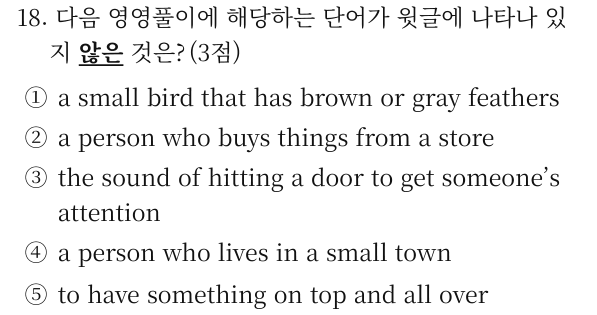 18. 다음 영영풀이에 해당하는 단어가 윗글에 나타나 있
지 않은 것은? (3점)
① a small bird that has brown or gray feathers
② a person who buys things from a store
③ the sound of hitting a door to get someone’s
attention
④ a person who lives in a small town
⑤ to have something on top and all over